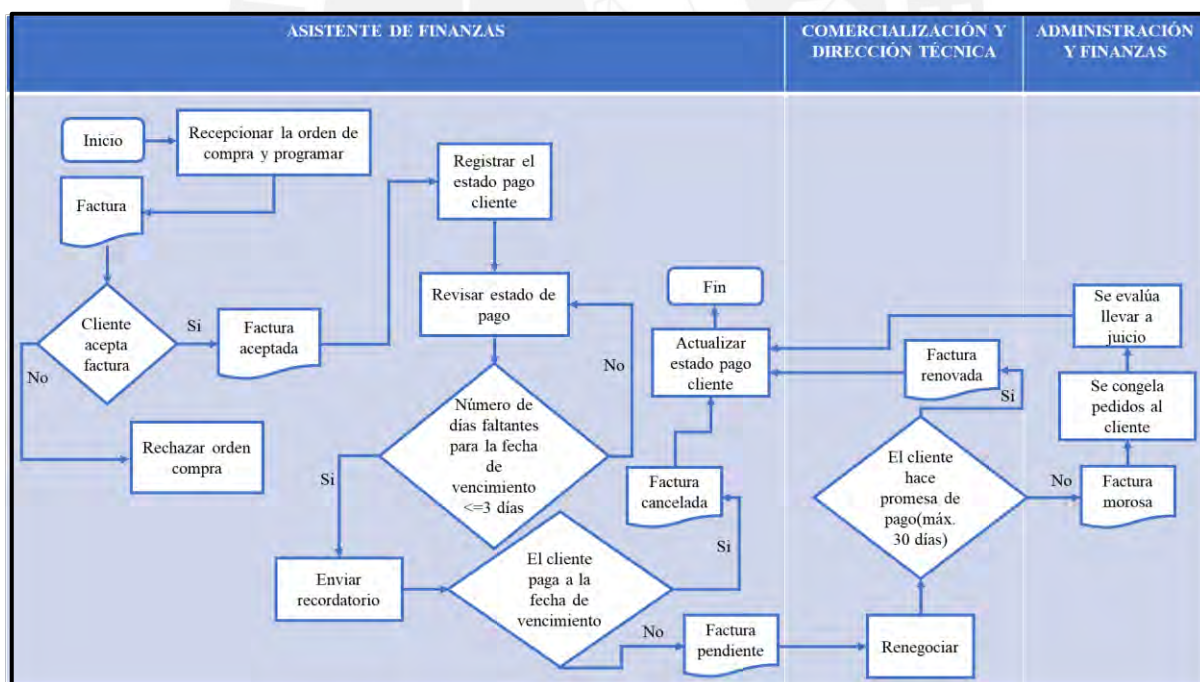 ASISTENTE DE FINANZAS
COMERCIALIZACIÓN Y
DIRECCIÓN TÉCNICA
ADMINISTRACIÓN
Y FINANZAS
Inicio
Recepcionar la orden de
compra y programar
Factura
Cliente
acepta
factura
Si
No
Factura
aceptada
Rechazar orden
compra
Registrar el
estado pago
cliente
Revisar estado de
pago
Número de
días faltantes
para la fecha
de
vencimiento
<=3 días
No
Si
Enviar
recordatorio
El cliente
paga a la
fecha de
vencimiento
Si
No
Factura
cancelada
Fin
Actualizar
estado pago
cliente
Factura
pendiente
Renegociar
El cliente
hace
promesa de
pago(máx.
30 días)
Si
No
Factura
renovada
Factura
morosa
Se congela
pedidos al
cliente
Se evalúa
llevar a
juicio